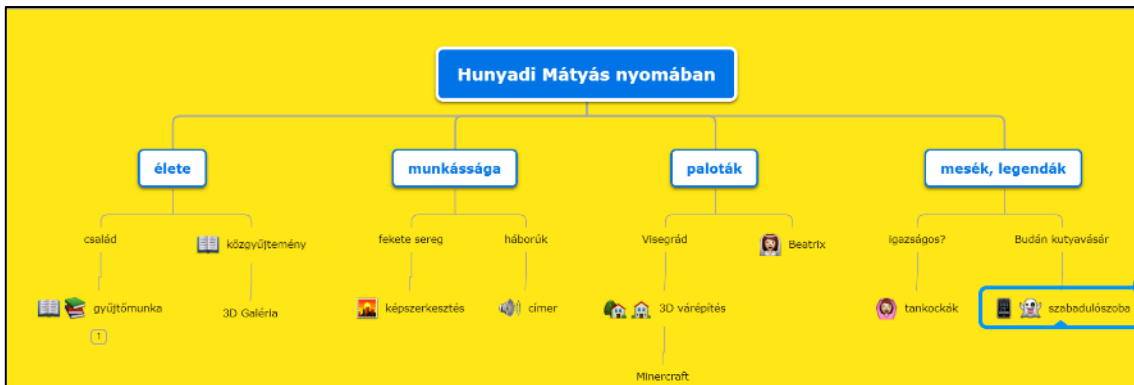 Hunyadi Mátyás nyomában
élete
munkássága
paloták
mesék, legendák
család
közgyűjtemény
fekete sereg
háborúk
Visegrád
Beatrix
igazságos?
Budán kutyavásár
gyűjtőmunka
3D Galéria
képszerkesztés
címer
3D várépítés
tankockák
szabadulószoba
1
Minercraft